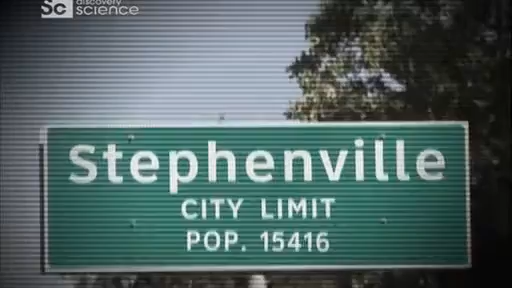 Sc discovery
science
Stephenville
CITY LIMIT
POP. 15416